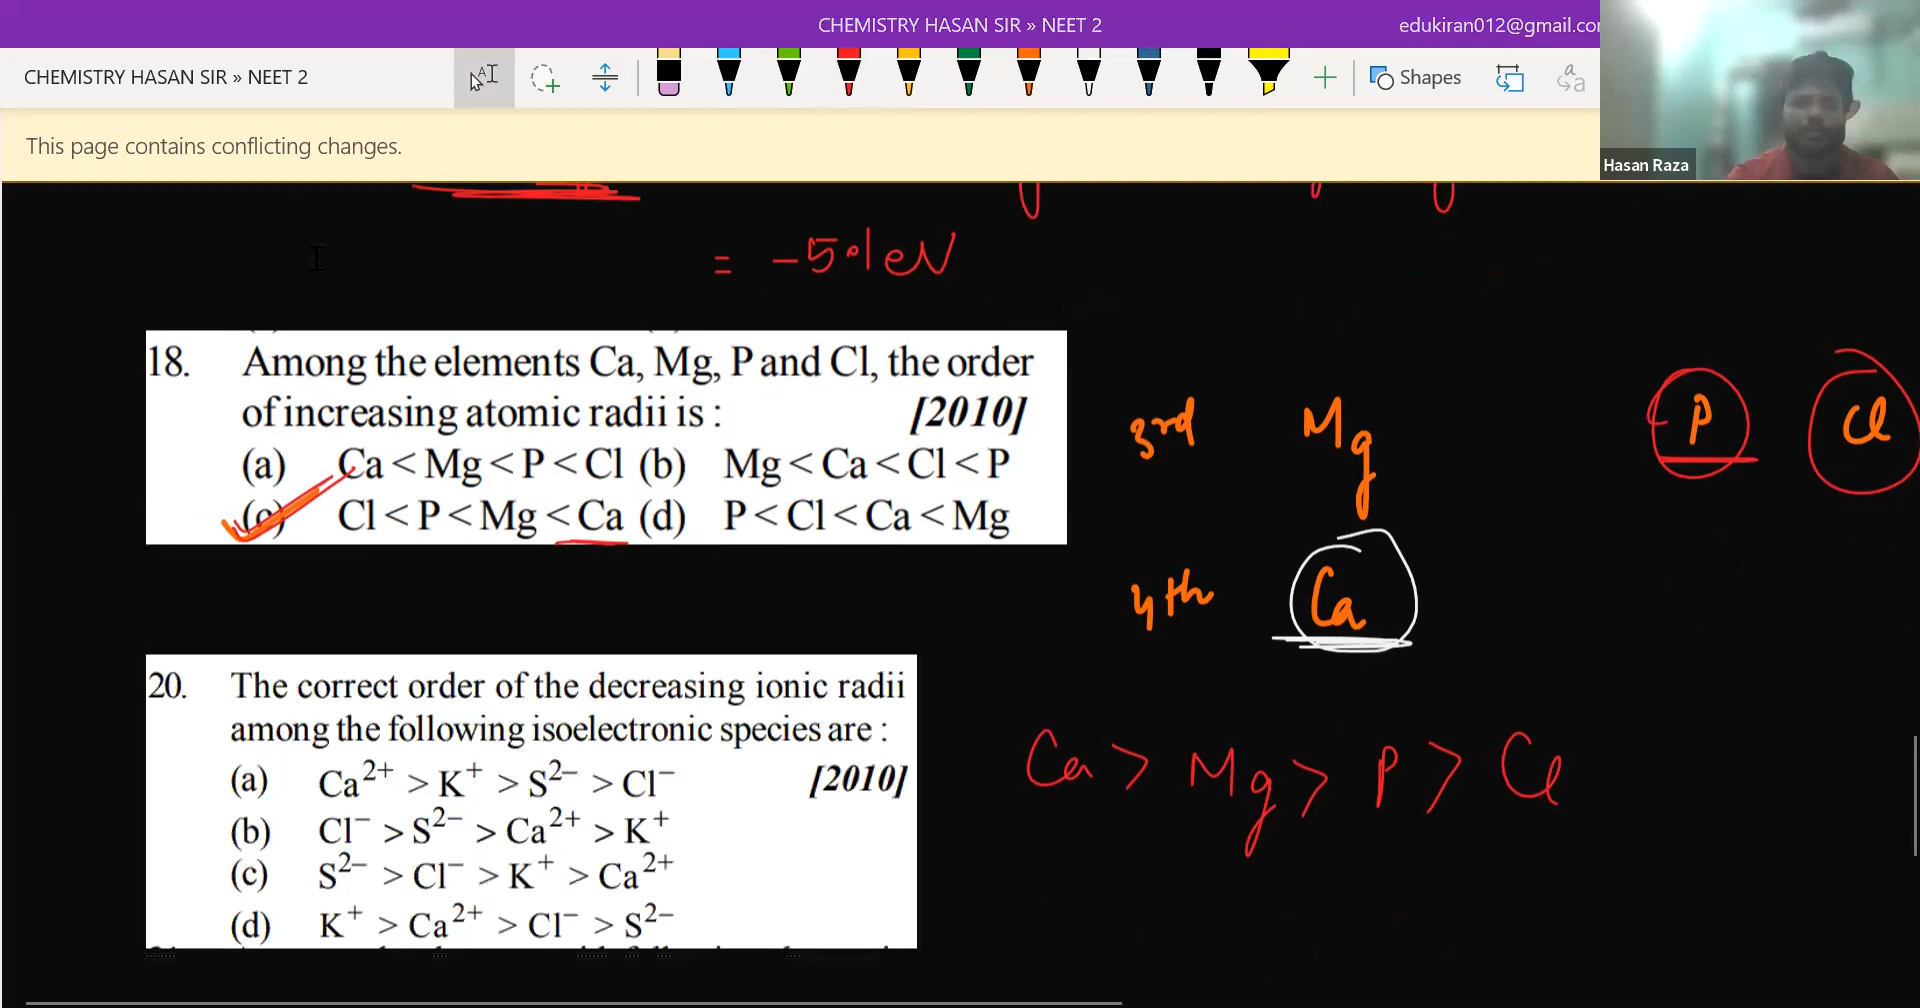 CHEMISTRY HASAN SIR » NEET 2
edukiran012@gmail.co
CHEMISTRY HASAN SIR » NEET 2
Shapes
This page contains conflicting changes.
Hasan Raza
= -5.1 eV
18. Among the elements Ca, Mg, P and Cl, the order
of increasing atomic radii is : [2010]
(a) Ca < Mg < P < Cl (b) Mg < Ca < Cl < P
(c) Cl < P < Mg < Ca (d) P < Cl < Ca < Mg
3rd Mg P Cl
4th Ca
20. The correct order of the decreasing ionic radii
among the following isoelectronic species are :
(a) Ca²⁺ > K⁺ > S²⁻ > Cl⁻ [2010]
(b) Cl⁻ > S²⁻ > Ca²⁺ > K⁺
(c) S²⁻ > Cl⁻ > K⁺ > Ca²⁺
(d) K⁺ > Ca²⁺ > Cl⁻ > S²⁻
Ca > Mg > P > Cl